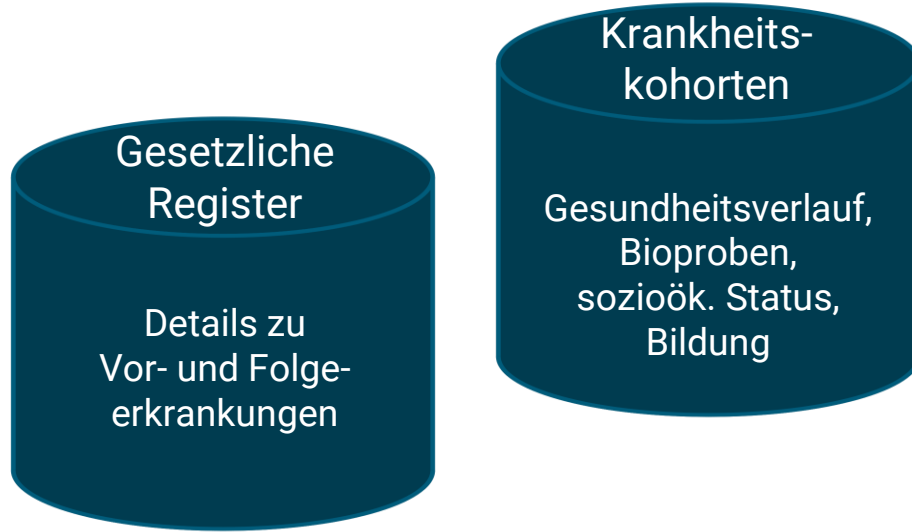 Gesetzliche
Register
Details zu
Vor- und Folge-
erkrankungen
Krankheits-
kohorten
Gesundheitsverlauf,
Bioproben,
sozioök. Status,
Bildung